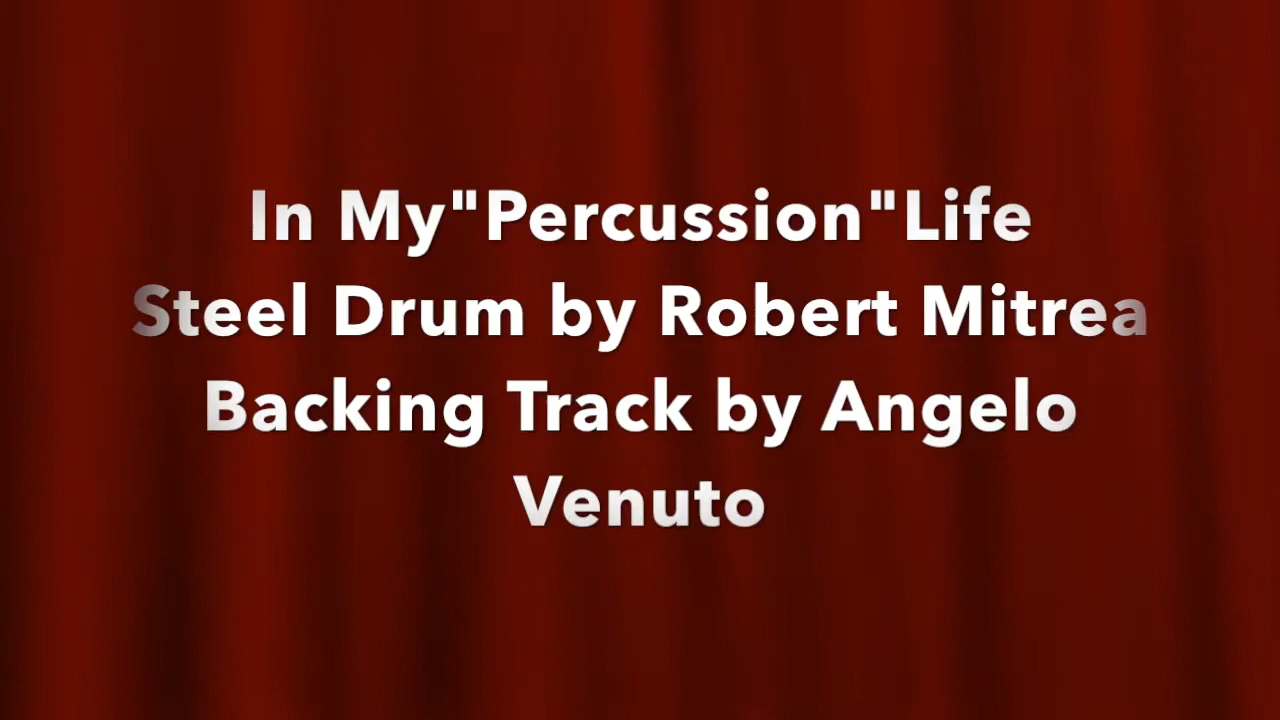 In My"Percussion"Life
Steel Drum by Robert Mitrea
Backing Track by Angelo
Venuto